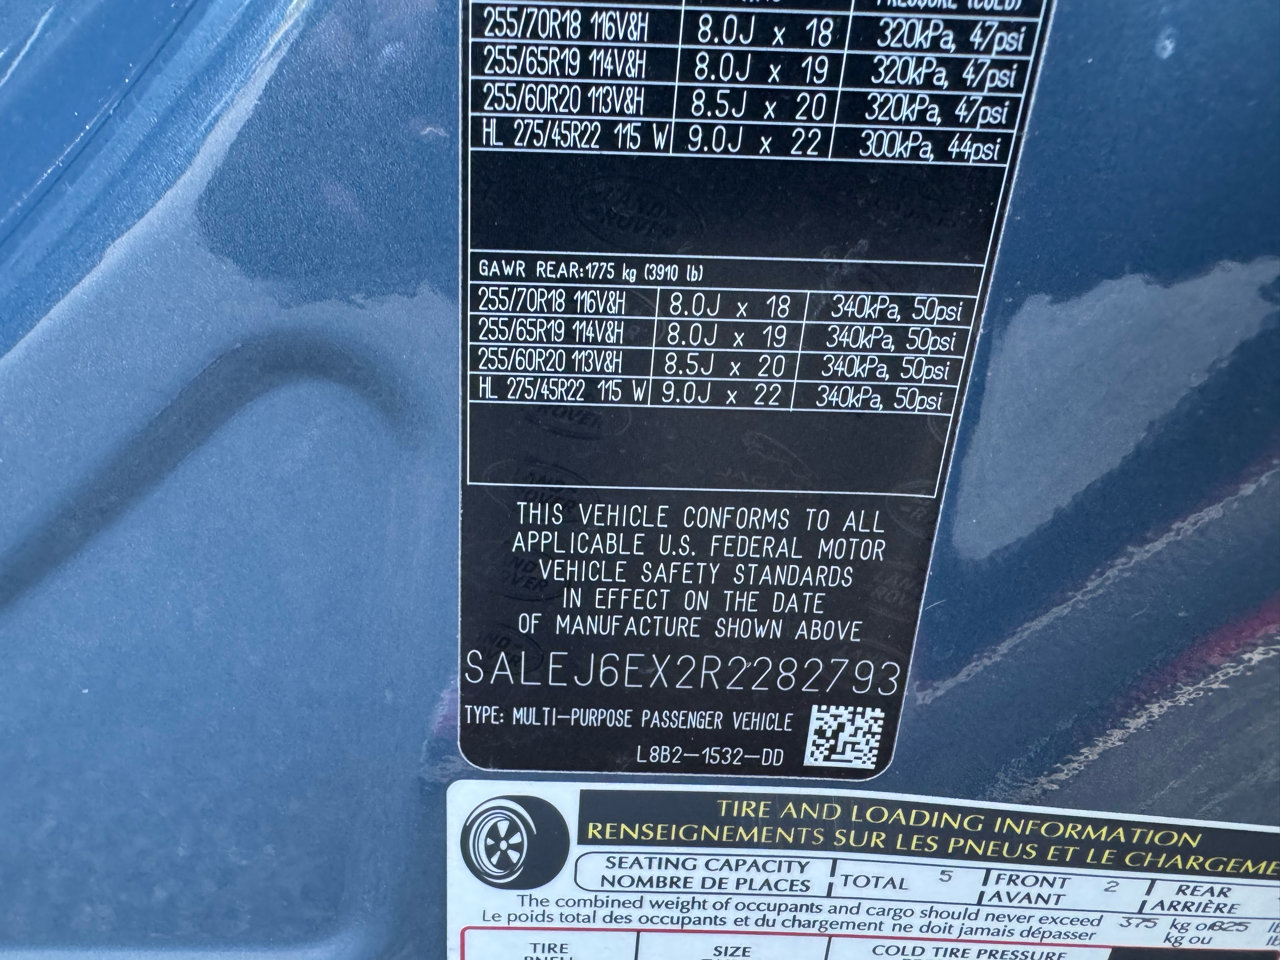 PRESSURE (COLD)
255/70R18 116V&H 8.0J x 18 320kPa, 47psi
255/65R19 114V&H 8.0J x 19 320kPa, 47psi
255/60R20 113V&H 8.5J x 20 320kPa, 47psi
HL 275/45R22 115 W 9.0J x 22 300kPa, 44psi
GAWR REAR:1775 kg (3910 lb)
255/70R18 116V&H 8.0J x 18 340kPa, 50psi
255/65R19 114V&H 8.0J x 19 340kPa, 50psi
255/60R20 113V&H 8.5J x 20 340kPa, 50psi
HL 275/45R22 115 W 9.0J x 22 340kPa, 50psi
THIS VEHICLE CONFORMS TO ALL
APPLICABLE U.S. FEDERAL MOTOR
VEHICLE SAFETY STANDARDS
IN EFFECT ON THE DATE
OF MANUFACTURE SHOWN ABOVE
SALEJ6EX2R2282793
TYPE: MULTI-PURPOSE PASSENGER VEHICLE
L8B2-1532-DD
TIRE AND LOADING INFORMATION
RENSEIGNEMENTS SUR LES PNEUS ET LE CHARGEME
SEATING CAPACITY TOTAL 5 FRONT 2 REAR
NOMBRE DE PLACES AVANT ARRIÈRE
The combined weight of occupants and cargo should never exceed 375 kg or 825 lb
Le poids total des occupants et du chargement ne doit jamais dépasser kg ou
TIRE SIZE COLD TIRE PRESSURE